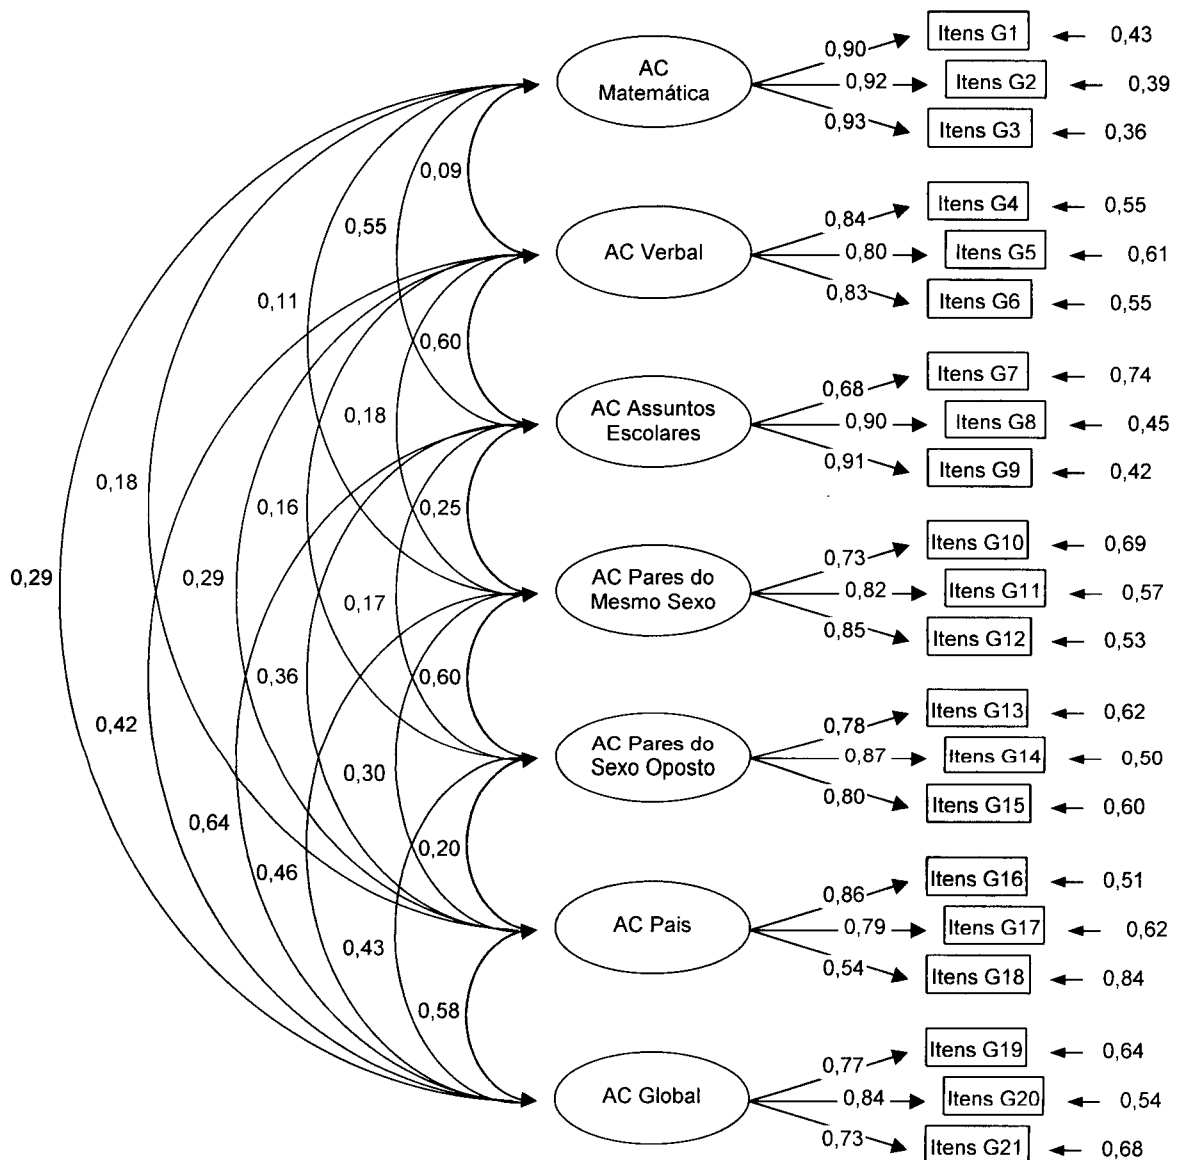 0,90
Itens G1
0,43
AC
Matemática
0,92
Itens G2
0,39
0,93
Itens G3
0,36
0,09
0,55
0,84
Itens G4
0,55
AC Verbal
0,80
Itens G5
0,61
0,11
0,83
Itens G6
0,55
0,60
0,68
Itens G7
0,74
0,18
AC Assuntos
Escolares
0,90
Itens G8
0,45
0,91
Itens G9
0,42
0,18
0,16
0,25
0,73
Itens G10
0,69
0,29
0,29
0,17
AC Pares do
Mesmo Sexo
0,82
Itens G11
0,57
0,85
Itens G12
0,53
0,36
0,60
0,42
0,78
Itens G13
0,62
AC Pares do
Sexo Oposto
0,87
Itens G14
0,50
0,30
0,80
Itens G15
0,60
0,64
0,46
0,20
0,86
Itens G16
0,51
AC Pais
0,79
Itens G17
0,62
0,43
0,54
Itens G18
0,84
0,58
0,77
Itens G19
0,64
AC Global
0,84
Itens G20
0,54
0,73
Itens G21
0,68